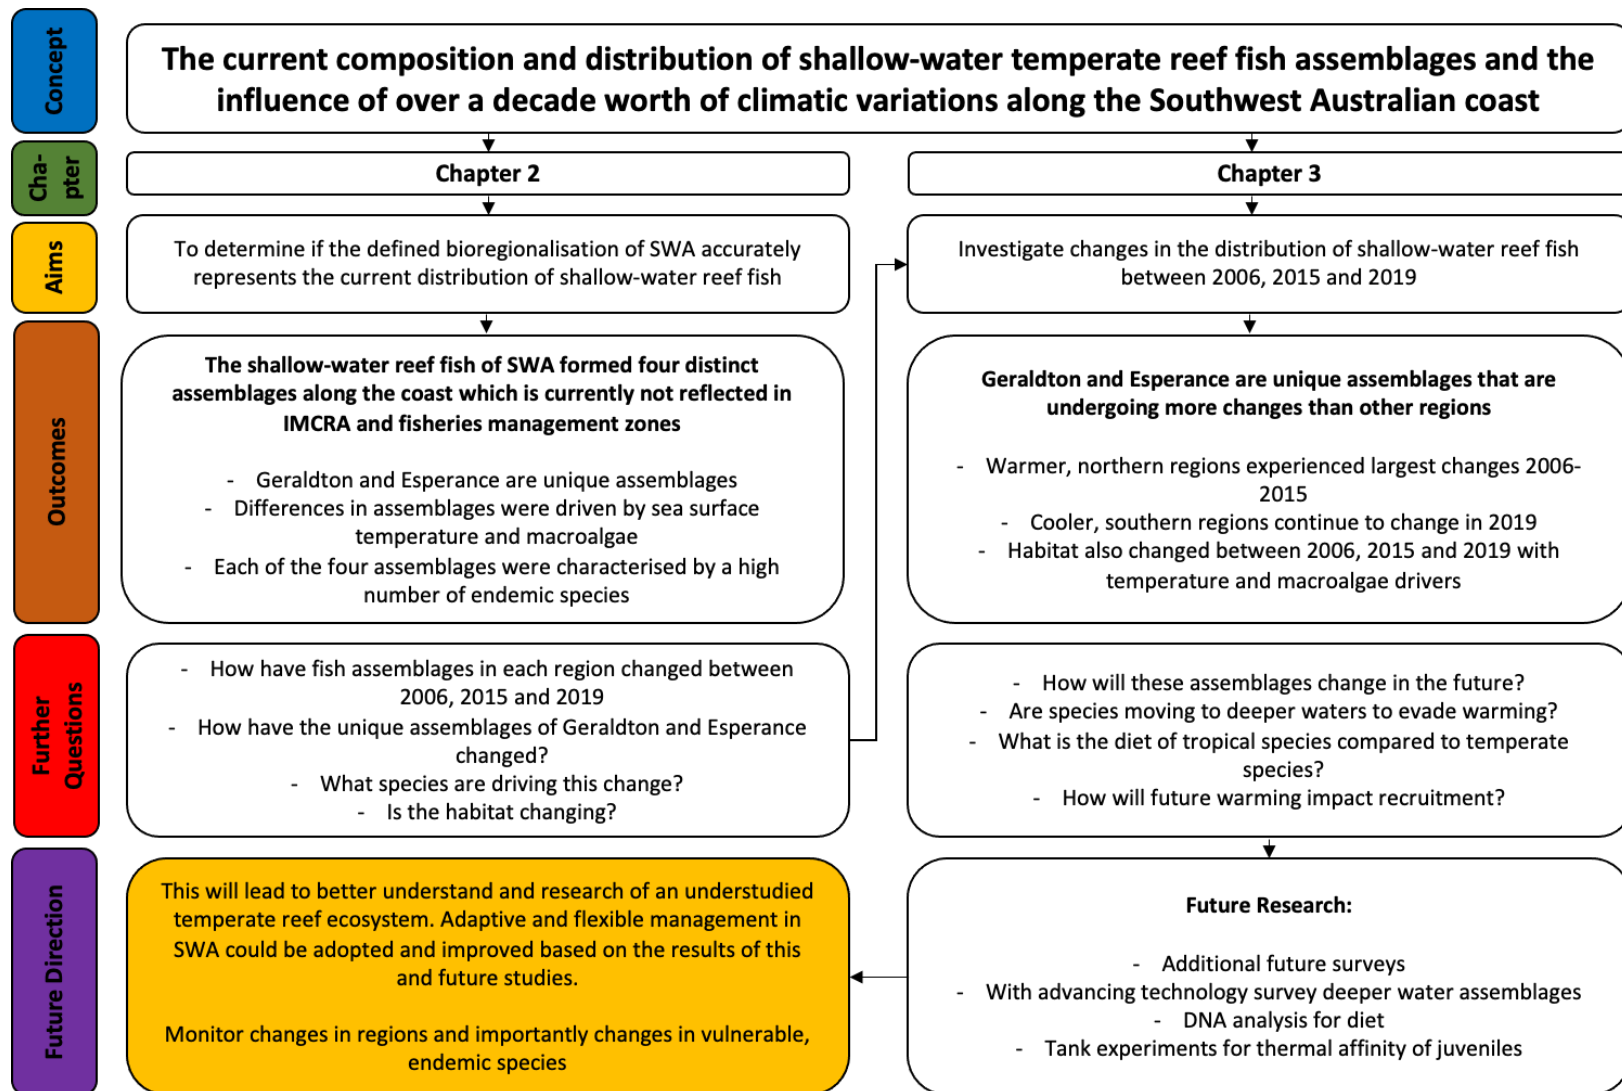 Concept
The current composition and distribution of shallow-water temperate reef fish assemblages and the
influence of over a decade worth of climatic variations along the Southwest Australian coast
Cha-
pter
Chapter 2
Chapter 3
Aims
To determine if the defined bioregionalisation of SWA accurately
represents the current distribution of shallow-water reef fish
Investigate changes in the distribution of shallow-water reef fish
between 2006, 2015 and 2019
Outcomes
The shallow-water reef fish of SWA formed four distinct
assemblages along the coast which is currently not reflected in
IMCRA and fisheries management zones
- Geraldton and Esperance are unique assemblages
- Differences in assemblages were driven by sea surface
temperature and macroalgae
- Each of the four assemblages were characterised by a high
number of endemic species
Geraldton and Esperance are unique assemblages that are
undergoing more changes than other regions
- Warmer, northern regions experienced largest changes 2006-
2015
- Cooler, southern regions continue to change in 2019
- Habitat also changed between 2006, 2015 and 2019 with
temperature and macroalgae drivers
Further
Questions
- How have fish assemblages in each region changed between
2006, 2015 and 2019
- How have the unique assemblages of Geraldton and Esperance
changed?
- What species are driving this change?
- Is the habitat changing?
- How will these assemblages change in the future?
- Are species moving to deeper waters to evade warming?
- What is the diet of tropical species compared to temperate
species?
- How will future warming impact recruitment?
Future Direction
This will lead to better understand and research of an understudied
temperate reef ecosystem. Adaptive and flexible management in
SWA could be adopted and improved based on the results of this
and future studies.
Monitor changes in regions and importantly changes in vulnerable,
endemic species
Future Research:
- Additional future surveys
- With advancing technology survey deeper water assemblages
- DNA analysis for diet
- Tank experiments for thermal affinity of juveniles